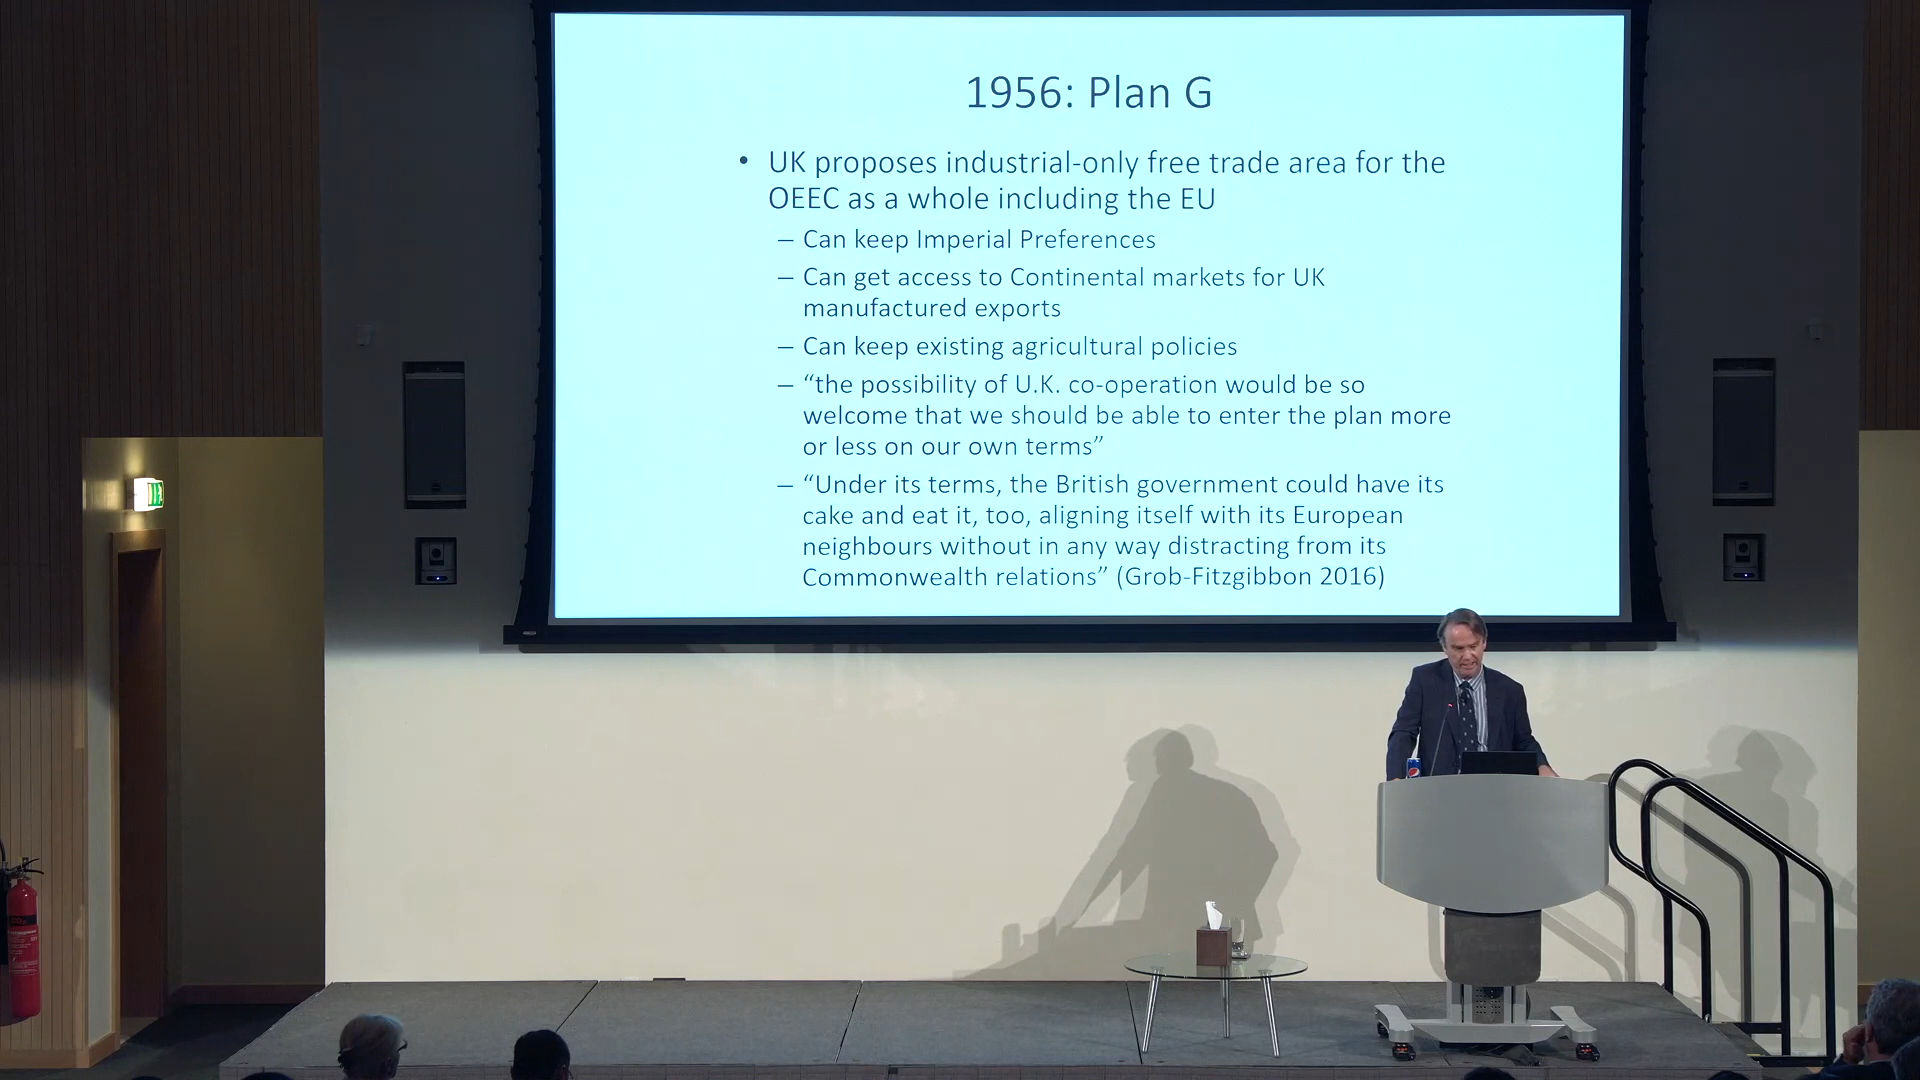 1956: Plan G
• UK proposes industrial-only free trade area for the
OEEC as a whole including the EU
– Can keep Imperial Preferences
– Can get access to Continental markets for UK
manufactured exports
– Can keep existing agricultural policies
– “the possibility of U.K. co-operation would be so
welcome that we should be able to enter the plan more
or less on our own terms”
– “Under its terms, the British government could have its
cake and eat it, too, aligning itself with its European
neighbours without in any way distracting from its
Commonwealth relations” (Grob-Fitzgibbon 2016)